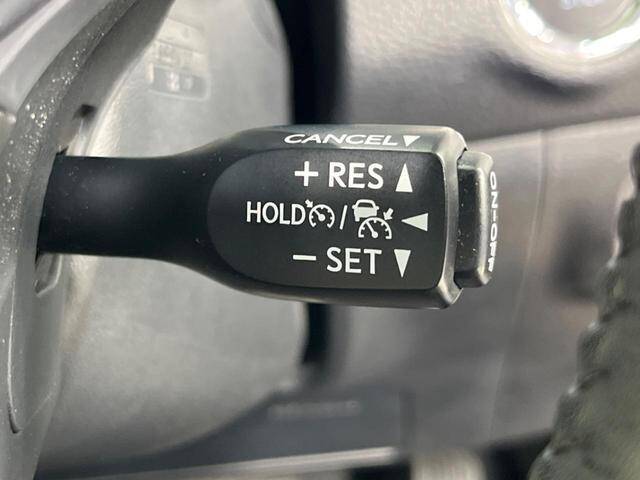 CANCEL▼
+ RES ▲
HOLD / ◀
− SET ▼
ON-OFF